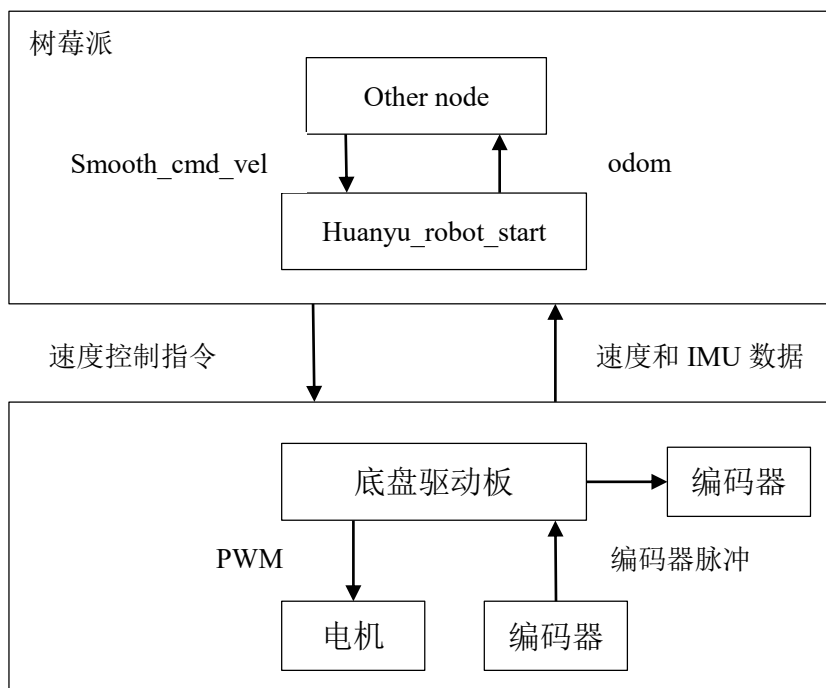 树莓派
Other node
Smooth_cmd_vel
odom
Huanyu_robot_start
速度控制指令
速度和 IMU 数据
底盘驱动板
编码器
PWM
编码器脉冲
电机
编码器